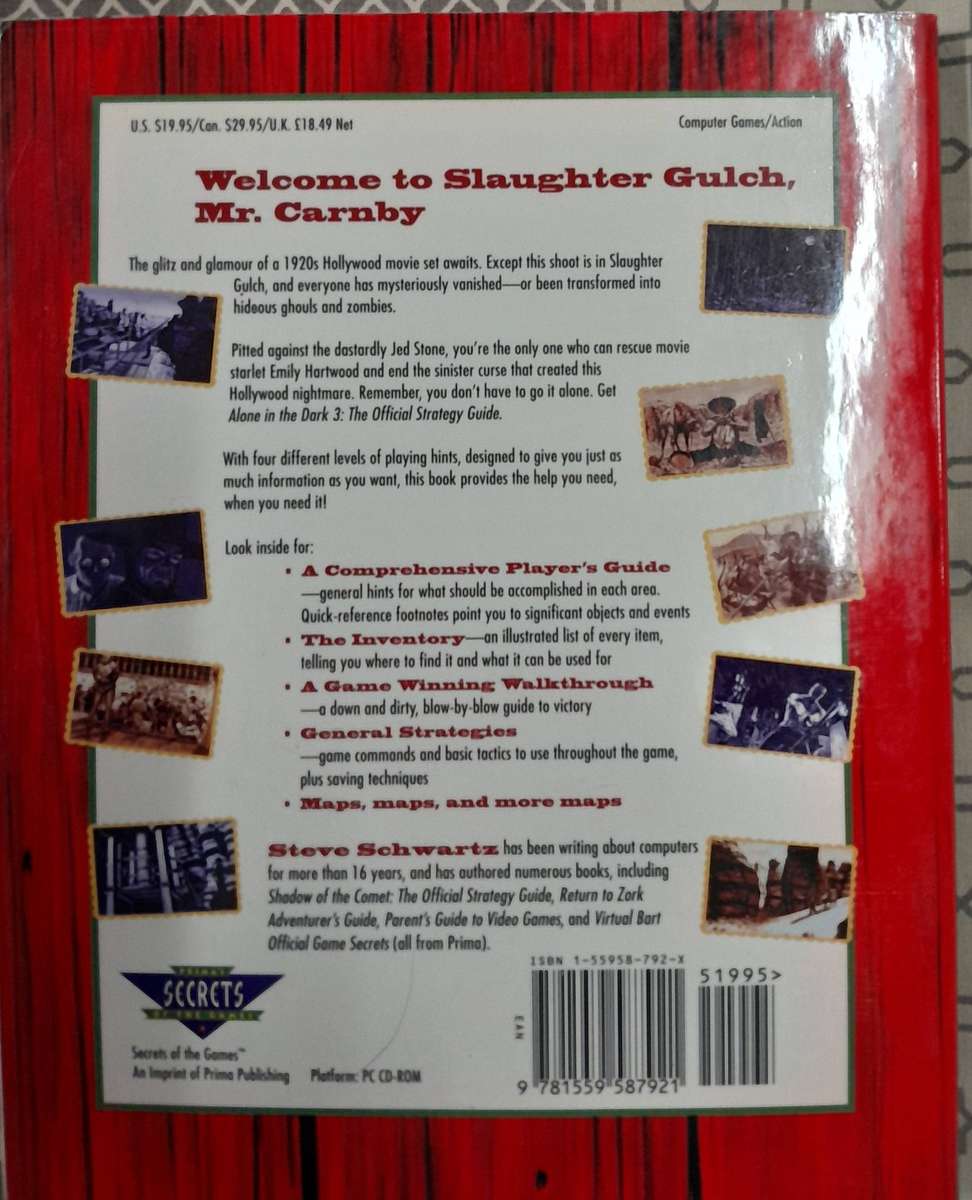 U.S. $19.95/Can. $29.95/U.K. £18.49 Net
Computer Games/Action
Welcome to Slaughter Gulch,
Mr. Carnby
The glitz and glamour of a 1920s Hollywood movie set awaits. Except this shoot is in Slaughter
Gulch, and everyone has mysteriously vanished—or been transformed into
hideous ghouls and zombies.
Pitted against the dastardly Jed Stone, you're the only one who can rescue movie
starlet Emily Hartwood and end the sinister curse that created this
Hollywood nightmare. Remember, you don't have to go it alone. Get
Alone in the Dark 3: The Official Strategy Guide.
With four different levels of playing hints, designed to give you just as
much information as you want, this book provides the help you need,
when you need it!
Look inside for:
• A Comprehensive Player's Guide
—general hints for what should be accomplished in each area.
Quick-reference footnotes point you to significant objects and events
• The Inventory—an illustrated list of every item,
telling you where to find it and what it can be used for
• A Game Winning Walkthrough
—a down and dirty, blow-by-blow guide to victory
• General Strategies
—game commands and basic tactics to use throughout the game,
plus saving techniques
• Maps, maps, and more maps
Steve Schwartz has been writing about computers
for more than 16 years, and has authored numerous books, including
Shadow of the Comet: The Official Strategy Guide, Return to Zork
Adventurer's Guide, Parent's Guide to Video Games, and Virtual Bart
Official Game Secrets (all from Prima).
PRIMA'S
SECRETS
OF THE GAMES
Secrets of the Games™
An Imprint of Prima Publishing
Platform: PC CD-ROM
ISBN 1-55958-792-X
51995>
EAN
9 781559 587921